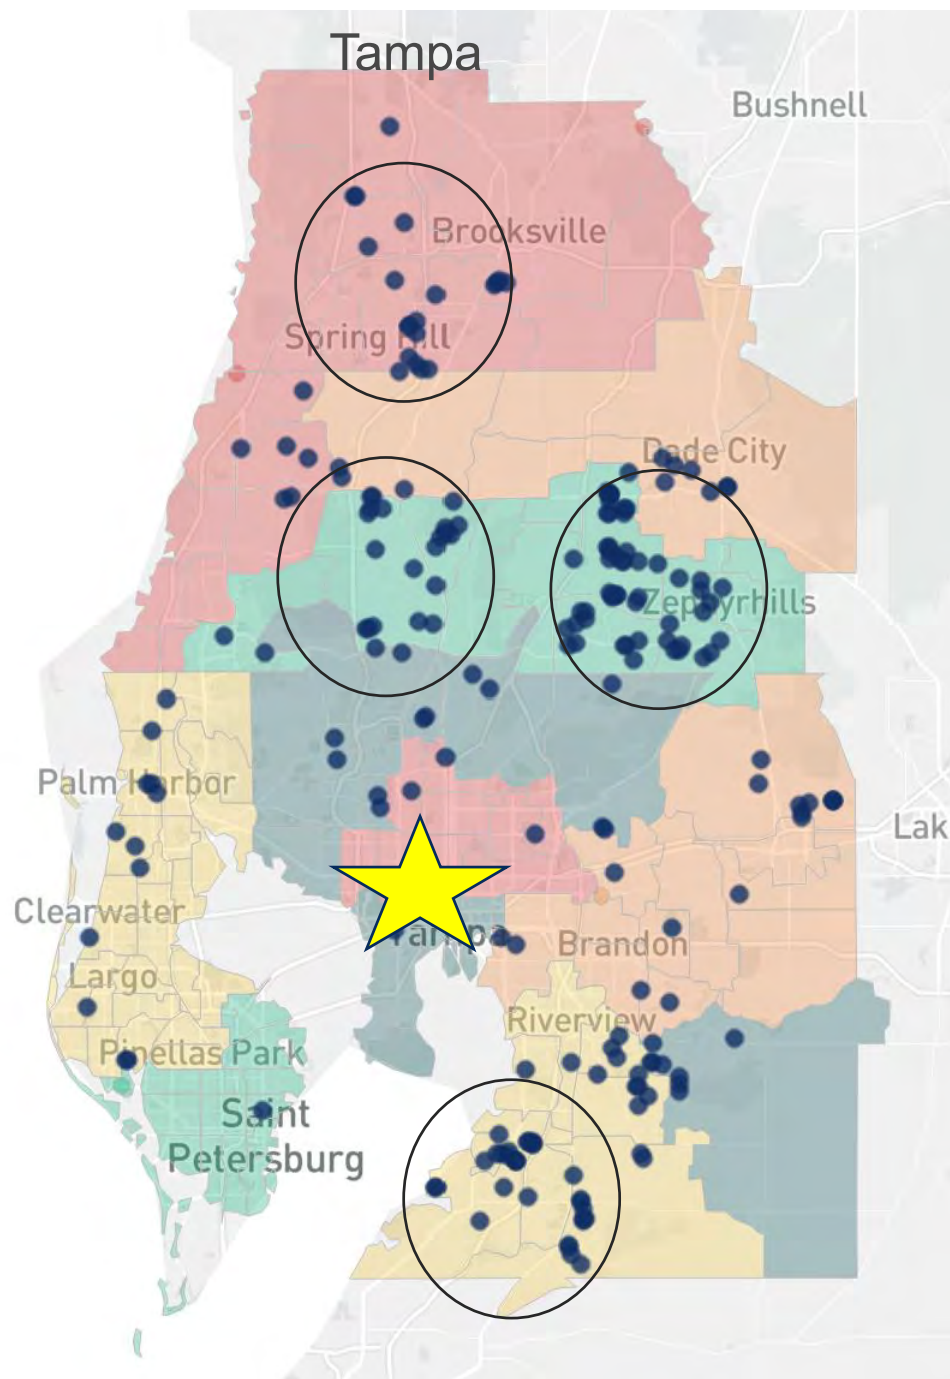 Tampa
Bushnell
Brooksville
Spring Hill
Dade City
Zephyrhills
Palm Harbor
Lak
Clearwater
Tampa
Brandon
Largo
Riverview
Pinellas Park
Saint
Petersburg